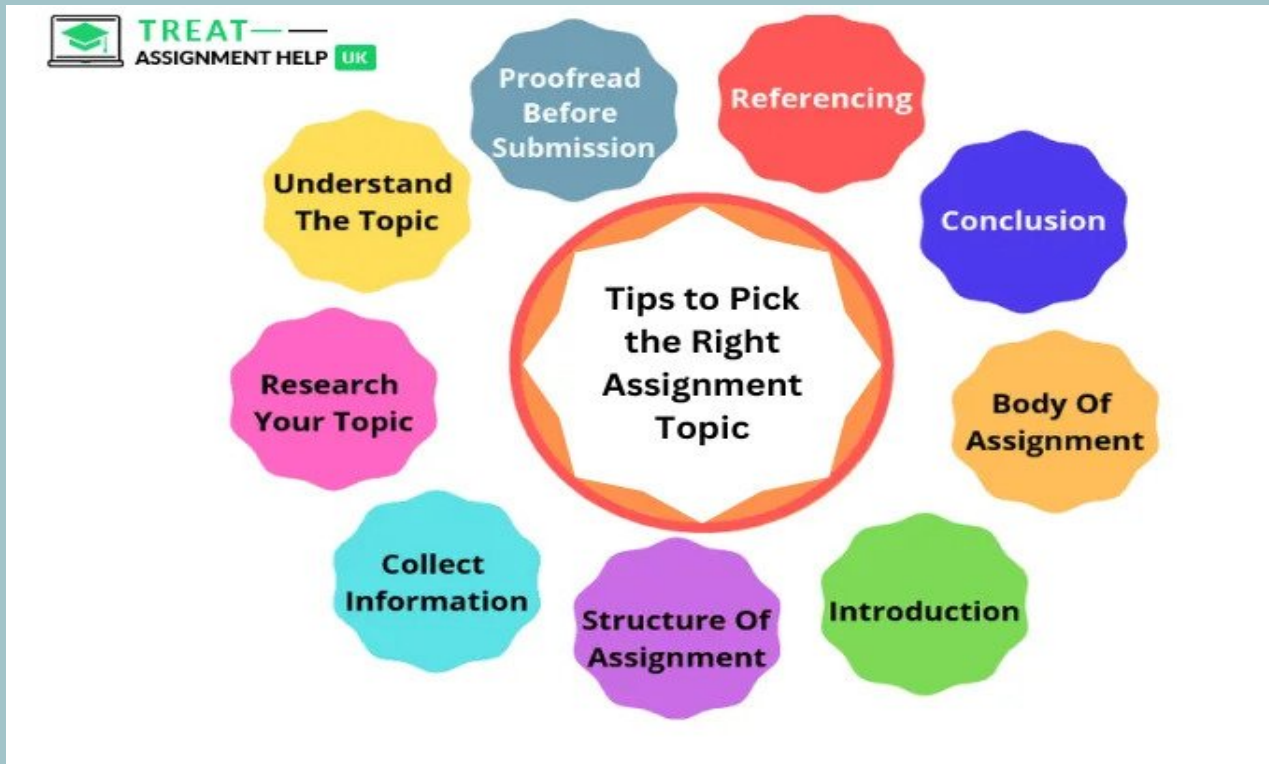 TREAT
ASSIGNMENT HELP UK
Proofread
Before
Submission
Referencing
Conclusion
Body Of
Assignment
Introduction
Structure Of
Assignment
Collect
Information
Research
Your Topic
Understand
The Topic
Tips to Pick
the Right
Assignment
Topic